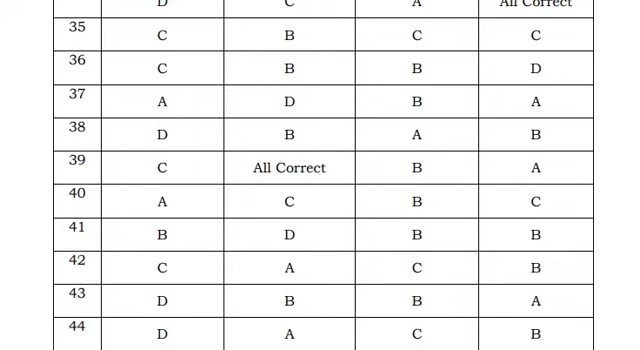 D C A All Correct
35 C B C C
36 C B B D
37 A D B A
38 D B A B
39 C All Correct B A
40 A C B C
41 B D B B
42 C A C B
43 D B B A
44 D A C B